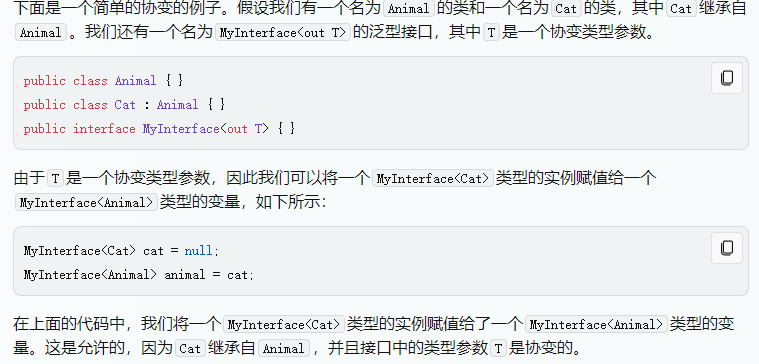 下面是一个简单的协变的例子。假设我们有一个名为 Animal 的类和一个名为 Cat 的类，其中 Cat 继承自
Animal 。我们还有一个名为 MyInterface<out T> 的泛型接口，其中 T 是一个协变类型参数。
public class Animal { }
public class Cat : Animal { }
public interface MyInterface<out T> { }
由于 T 是一个协变类型参数，因此我们可以将一个 MyInterface<Cat> 类型的实例赋值给一个
MyInterface<Animal> 类型的变量，如下所示：
MyInterface<Cat> cat = null;
MyInterface<Animal> animal = cat;
在上面的代码中，我们将一个 MyInterface<Cat> 类型的实例赋值给了一个 MyInterface<Animal> 类型的变
量。这是允许的，因为 Cat 继承自 Animal ，并且接口中的类型参数 T 是协变的。